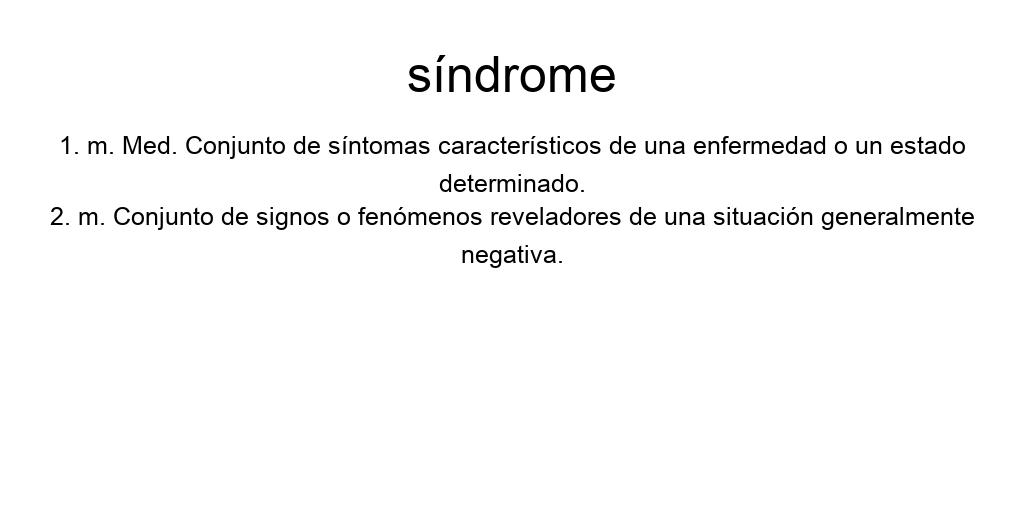 síndrome
1. m. Med. Conjunto de síntomas característicos de una enfermedad o un estado
determinado.
2. m. Conjunto de signos o fenómenos reveladores de una situación generalmente
negativa.